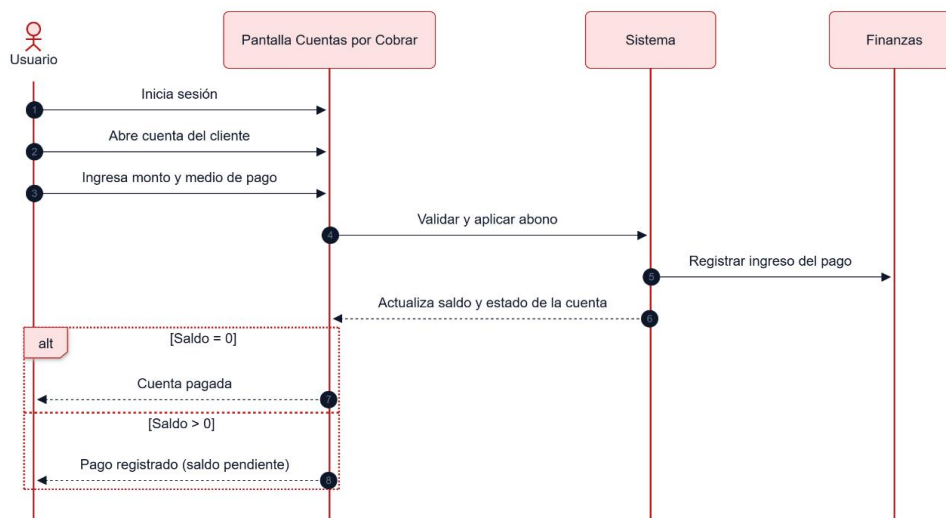 Usuario
Pantalla Cuentas por Cobrar
Sistema
Finanzas
1
Inicia sesión
2
Abre cuenta del cliente
3
Ingresa monto y medio de pago
4
Validar y aplicar abono
5
Registrar ingreso del pago
6
Actualiza saldo y estado de la cuenta
alt
[Saldo = 0]
Cuenta pagada
7
[Saldo > 0]
Pago registrado (saldo pendiente)
8